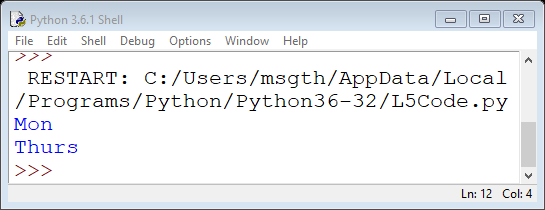 Python 3.6.1 Shell
File Edit Shell Debug Options Window Help
>>>
RESTART: C:/Users/msgth/AppData/Local
/Programs/Python/Python36-32/L5Code.py
Mon
Thurs
>>>
Ln: 12 Col: 4